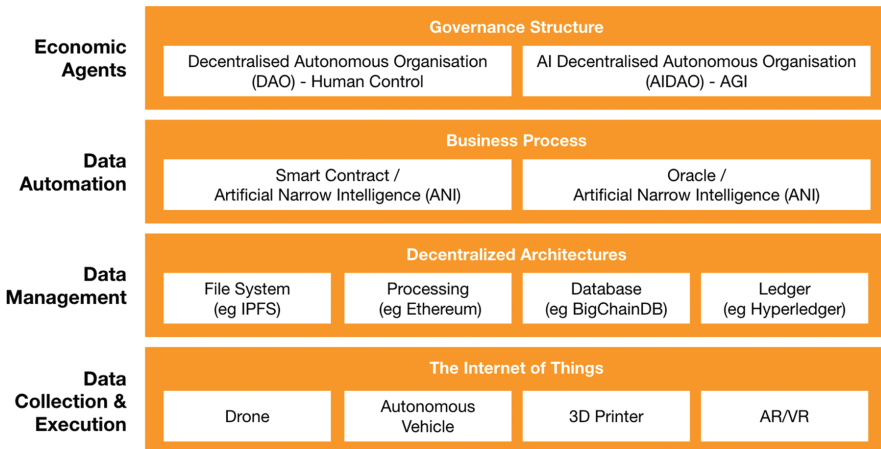 Economic
Agents
Governance Structure
Decentralised Autonomous Organisation
(DAO) - Human Control
AI Decentralised Autonomous Organisation
(AIDAO) - AGI
Data
Automation
Business Process
Smart Contract /
Artificial Narrow Intelligence (ANI)
Oracle /
Artificial Narrow Intelligence (ANI)
Data
Management
Decentralized Architectures
File System
(eg IPFS)
Processing
(eg Ethereum)
Database
(eg BigChainDB)
Ledger
(eg Hyperledger)
Data
Collection &
Execution
The Internet of Things
Drone
Autonomous
Vehicle
3D Printer
AR/VR